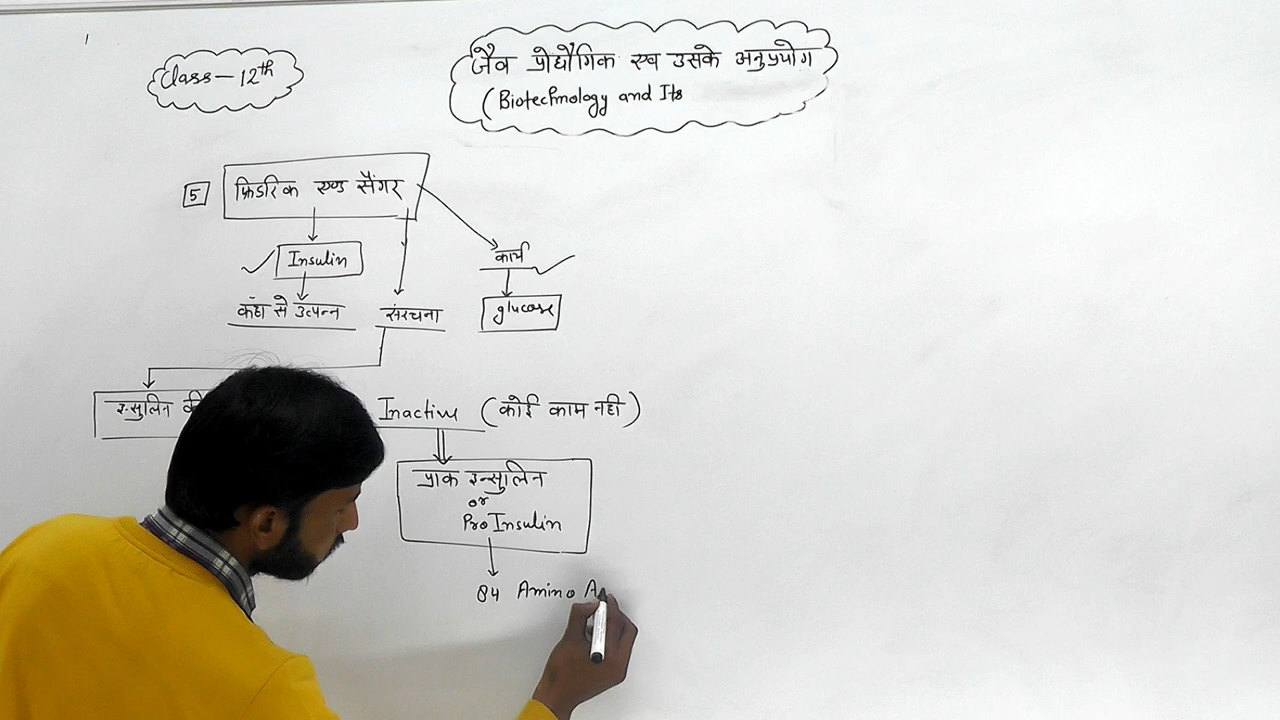 Class – 12th
जैव प्रोद्यौगिक एव उसके अनुप्रयोग
(Biotechnology and Its
5 फ्रिडरिक एण्ड सैंगर
Insulin
कार्य
कँहा से उत्पन्न संरचना
glucose
इन्सुलिन की
Inactive (कोई काम नही)
प्राक इन्सुलिन
or
Pro Insulin
84 Amino A